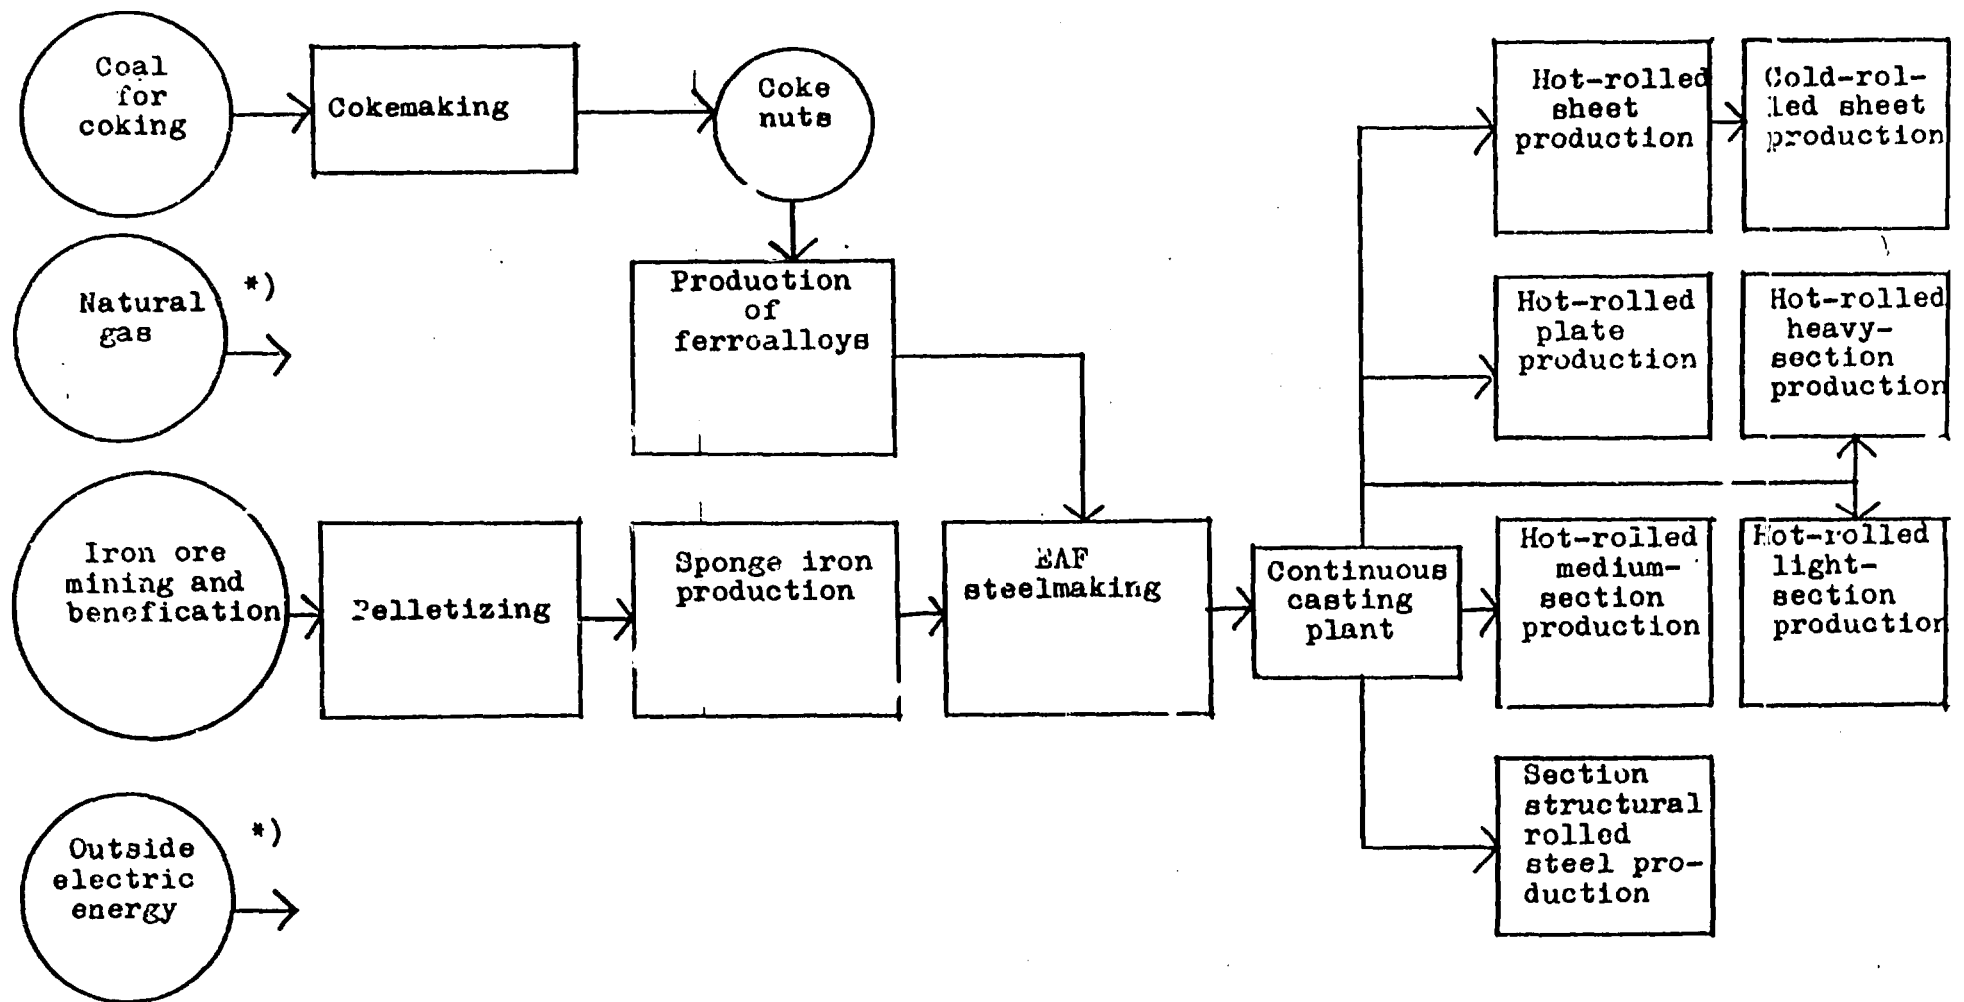 Coal
for
coking
Cokemaking
Coke
nuts
Hot-rolled
sheet
production
Cold-rol-
led sheet
production
Natural
gas
*)
Production
of
ferroalloys
Hot-rolled
plate
production
Hot-rolled
heavy-
section
production
Iron ore
mining and
benefication
Pelletizing
Sponge iron
production
EAF
steelmaking
Continuous
casting
plant
Hot-rolled
medium-
section
production
Hot-rolled
light-
section
production
Outside
electric
energy
*)
Section
structural
rolled
steel pro-
duction